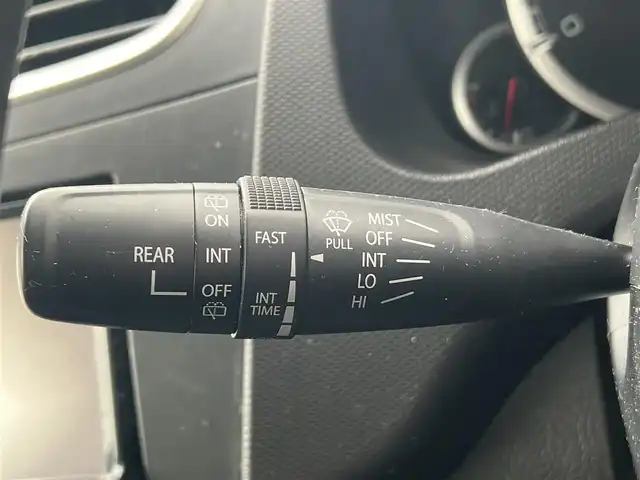 REAR
ON
INT
OFF
FAST
INT
TIME
PULL
MIST
OFF
INT
LO
HI